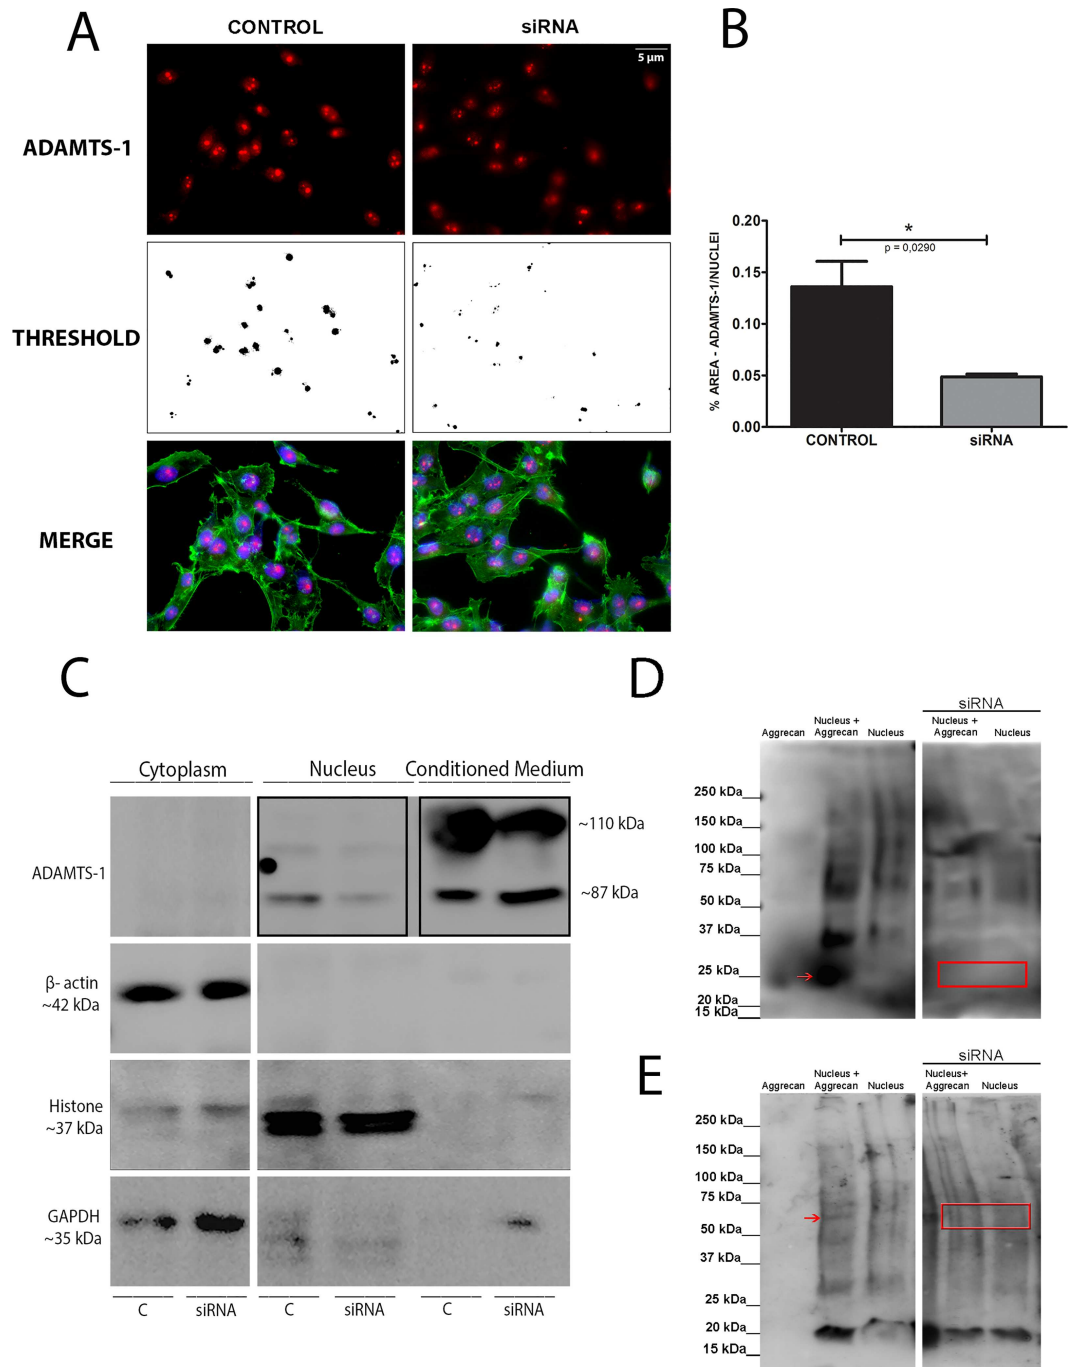 A
CONTROL
siRNA
5 µm
ADAMTS-1
THRESHOLD
MERGE
B
% AREA - ADAMTS-1/NUCLEI
0.20
0.15
0.10
0.05
0.00
*
p = 0,0290
CONTROL
siRNA
C
Cytoplasm
Nucleus
Conditioned Medium
ADAMTS-1
~110 kDa
~87 kDa
β- actin
~42 kDa
Histone
~37 kDa
GAPDH
~35 kDa
C
siRNA
C
siRNA
C
siRNA
D
siRNA
Aggrecan
Nucleus +
Aggrecan
Nucleus
Nucleus +
Aggrecan
Nucleus
250 kDa
150 kDa
100 kDa
75 kDa
50 kDa
37 kDa
25 kDa
20 kDa
15 kDa
E
siRNA
Aggrecan
Nucleus +
Aggrecan
Nucleus
Nucleus+
Aggrecan
Nucleus
250 kDa
150 kDa
100 kDa
75 kDa
50 kDa
37 kDa
25 kDa
20 kDa
15 kDa